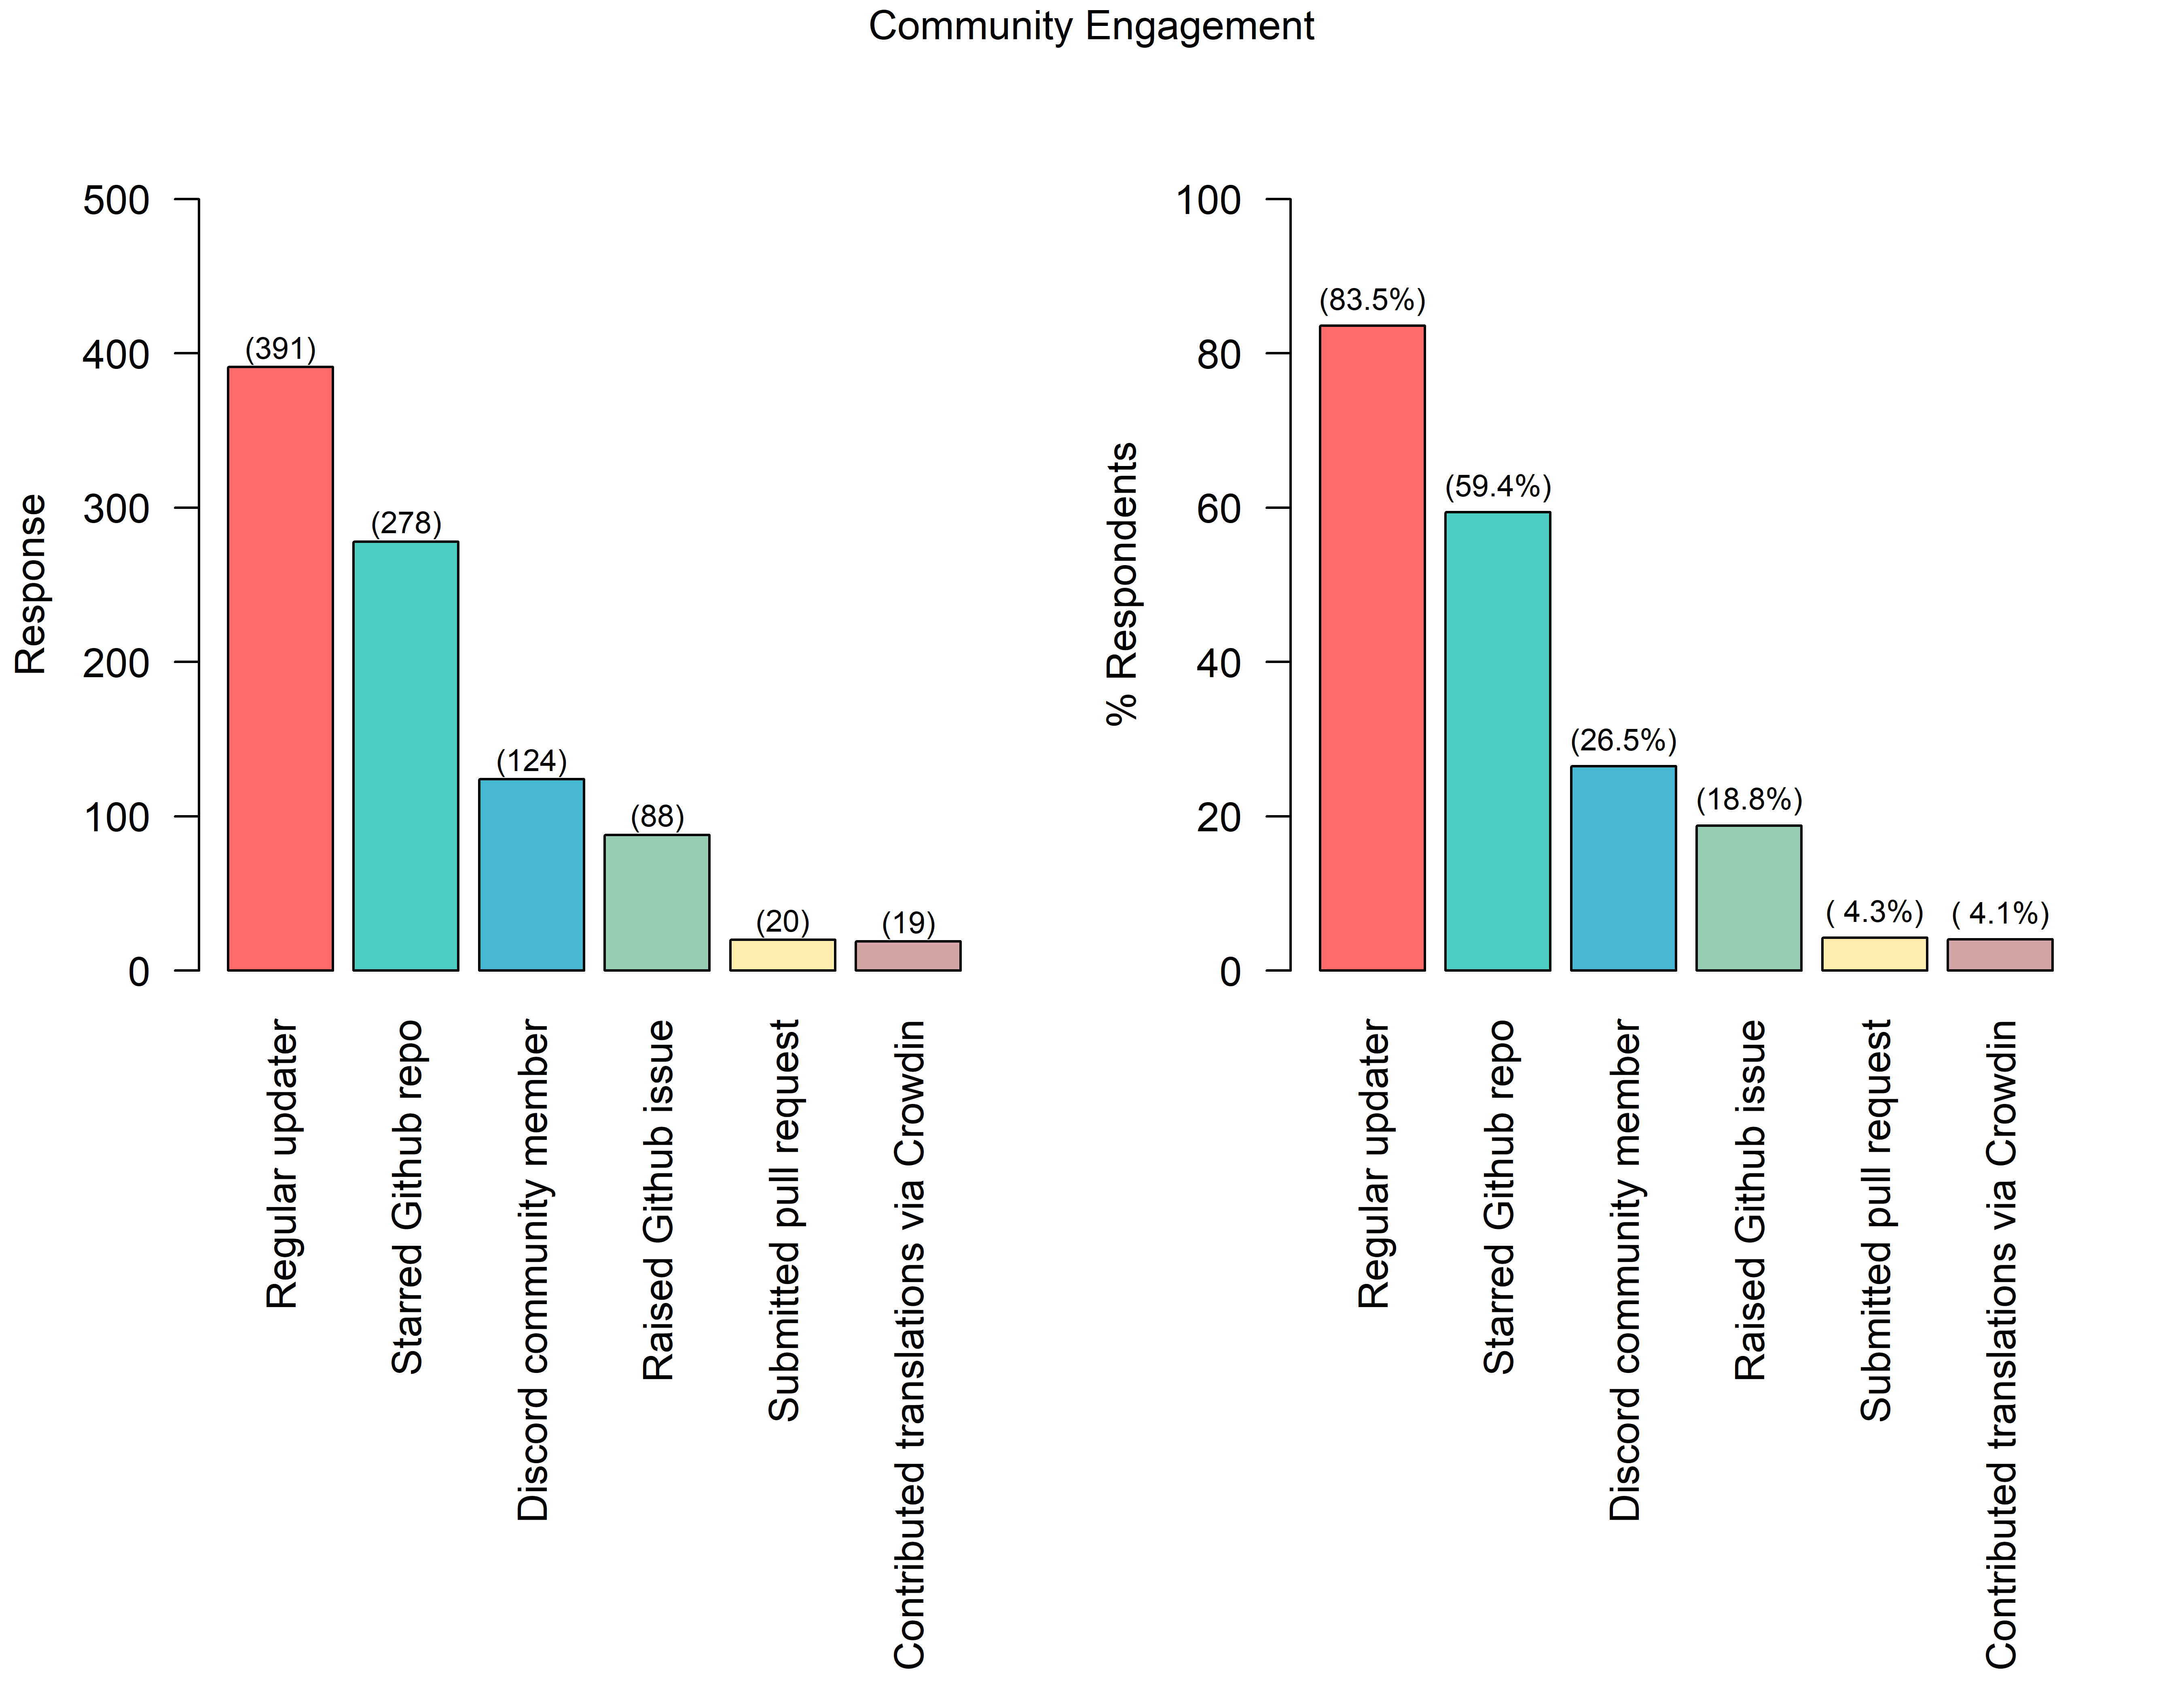 Community Engagement
Response
500
400
300
200
100
0
(391)
(278)
(124)
(88)
(20)
(19)
Regular updater
Starred Github repo
Discord community member
Raised Github issue
Submitted pull request
Contributed translations via Crowdin
% Respondents
100
80
60
40
20
0
(83.5%)
(59.4%)
(26.5%)
(18.8%)
( 4.3%)
( 4.1%)
Regular updater
Starred Github repo
Discord community member
Raised Github issue
Submitted pull request
Contributed translations via Crowdin